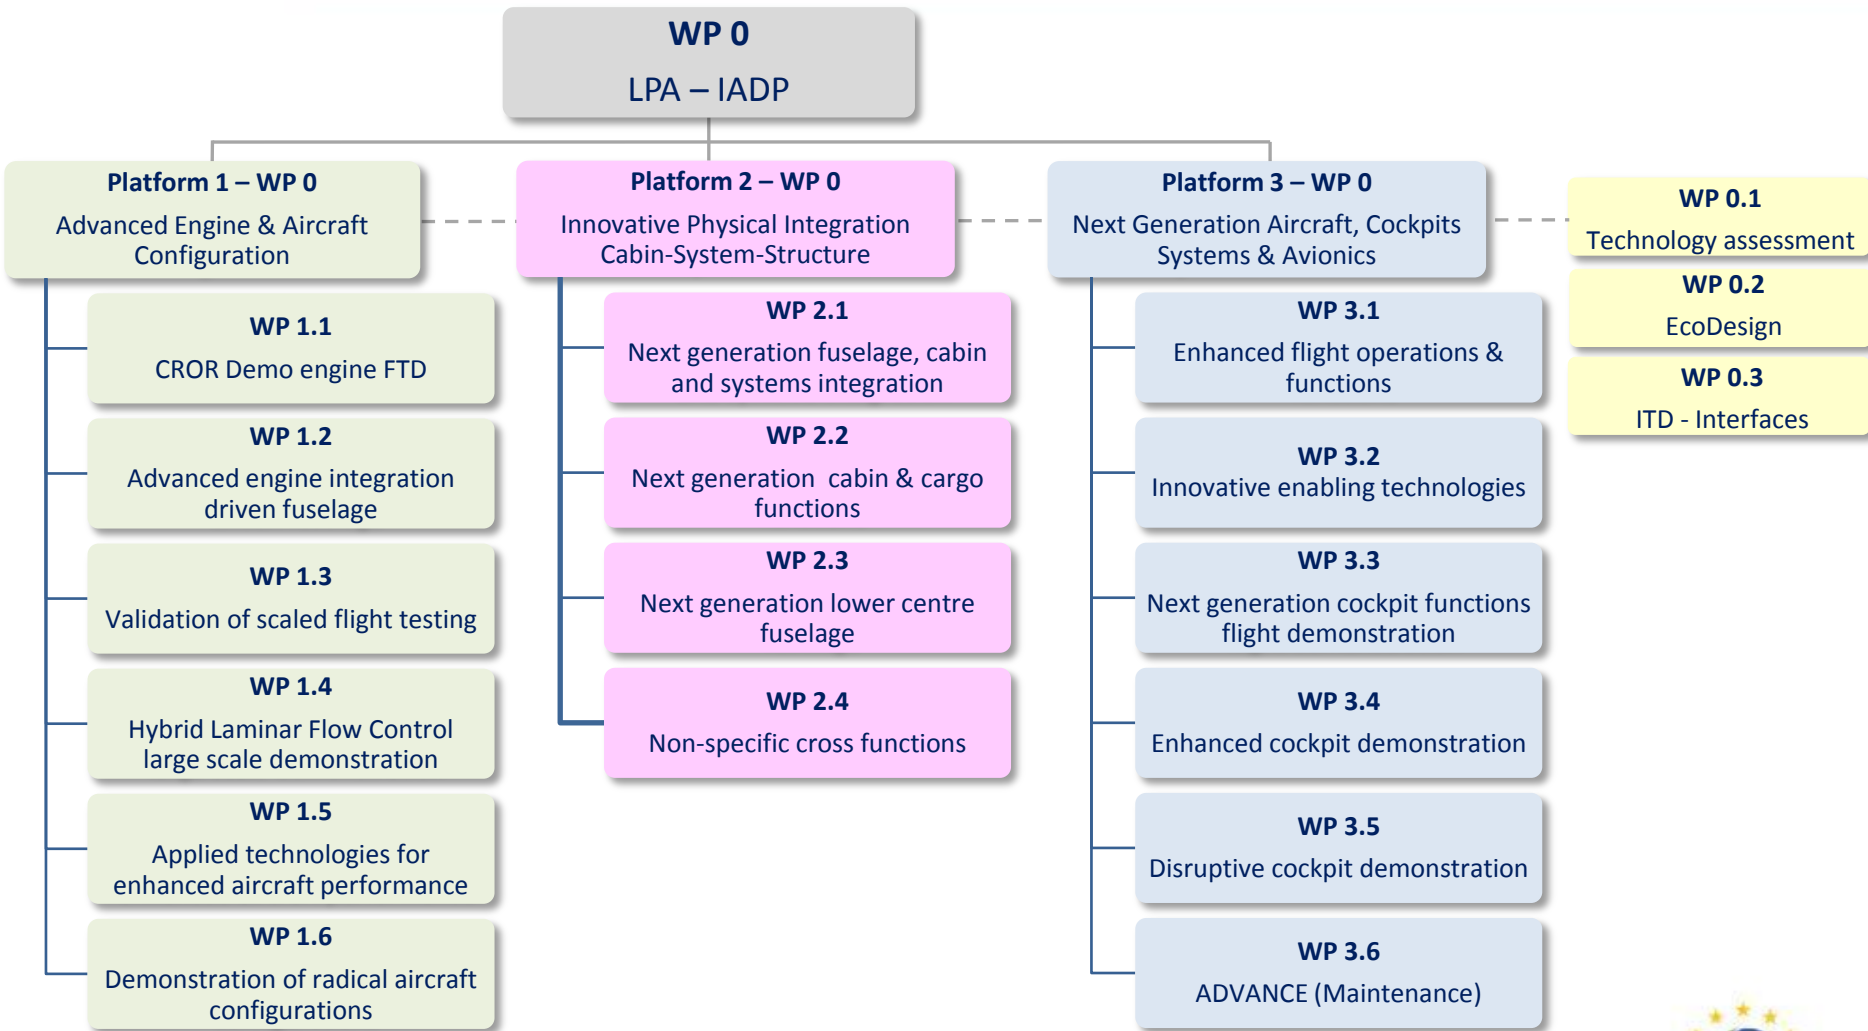 WP 0
LPA – IADP
Platform 1 – WP 0
Advanced Engine & Aircraft
Configuration
WP 1.1
CROR Demo engine FTD
WP 1.2
Advanced engine integration
driven fuselage
WP 1.3
Validation of scaled flight testing
WP 1.4
Hybrid Laminar Flow Control
large scale demonstration
WP 1.5
Applied technologies for
enhanced aircraft performance
WP 1.6
Demonstration of radical aircraft
configurations
Platform 2 – WP 0
Innovative Physical Integration
Cabin-System-Structure
WP 2.1
Next generation fuselage, cabin
and systems integration
WP 2.2
Next generation cabin & cargo
functions
WP 2.3
Next generation lower centre
fuselage
WP 2.4
Non-specific cross functions
Platform 3 – WP 0
Next Generation Aircraft, Cockpits
Systems & Avionics
WP 3.1
Enhanced flight operations &
functions
WP 3.2
Innovative enabling technologies
WP 3.3
Next generation cockpit functions
flight demonstration
WP 3.4
Enhanced cockpit demonstration
WP 3.5
Disruptive cockpit demonstration
WP 3.6
ADVANCE (Maintenance)
WP 0.1
Technology assessment
WP 0.2
EcoDesign
WP 0.3
ITD - Interfaces